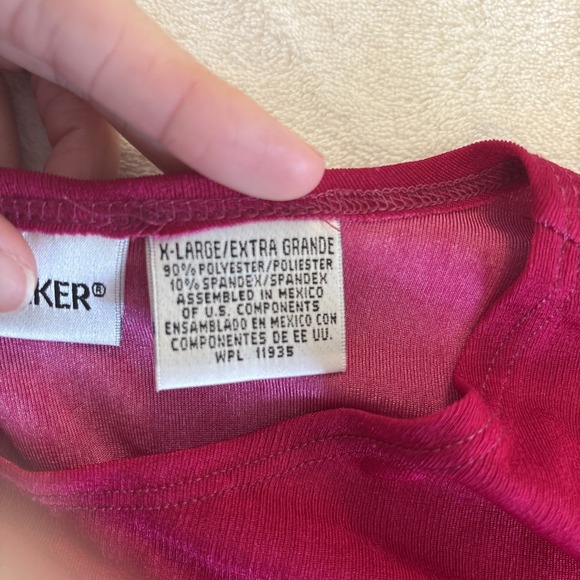 KER®
X-LARGE/EXTRA GRANDE
90% POLYESTER/POLIESTER
10% SPANDEX/SPANDEX
ASSEMBLED IN MEXICO
OF U.S. COMPONENTS
ENSAMBLADO EN MEXICO CON
COMPONENTES DE EE UU.
WPL 11935